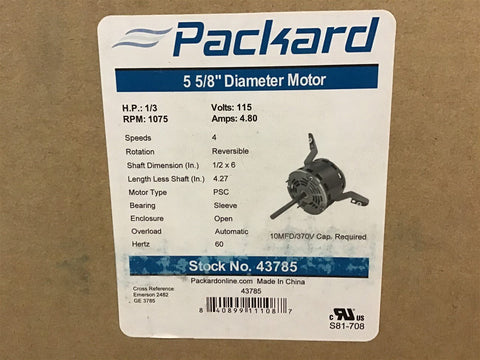 Packard
5 5/8" Diameter Motor
H.P.: 1/3 Volts: 115
RPM: 1075 Amps: 4.80
Speeds 4
Rotation Reversible
Shaft Dimension (In.) 1/2 x 6
Length Less Shaft (In.) 4.27
Motor Type PSC
Bearing Sleeve
Enclosure Open
Overload Automatic
Hertz 60
10MFD/370V Cap. Required
Stock No. 43785
Packardonline.com Made In China
Cross Reference
Emerson 2462
GE 3785
43785
8 40899 11108 7
C UL US
S81-708